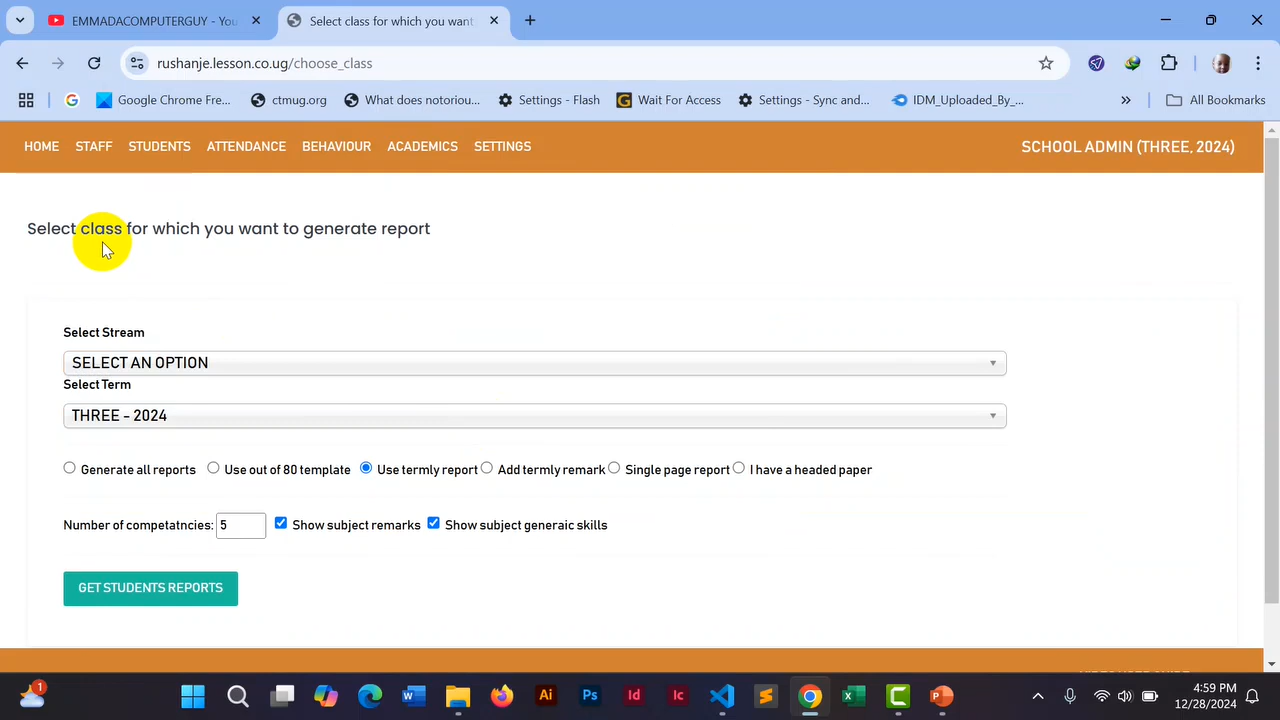 EMMADACOMPUTERGUY - You
Select class for which you want
rushanje.lesson.co.ug/choose_class
Google Chrome Fre...
ctmug.org
What does notoriou...
Settings - Flash
Wait For Access
Settings - Sync and...
IDM_Uploaded_By_...
All Bookmarks
HOME STAFF STUDENTS ATTENDANCE BEHAVIOUR ACADEMICS SETTINGS
SCHOOL ADMIN (THREE, 2024)
Select class for which you want to generate report
Select Stream
SELECT AN OPTION
Select Term
THREE - 2024
Generate all reports Use out of 80 template Use termly report Add termly remark Single page report I have a headed paper
Number of competatncies: 5 Show subject remarks Show subject generaic skills
GET STUDENTS REPORTS
1
4:59 PM
12/28/2024